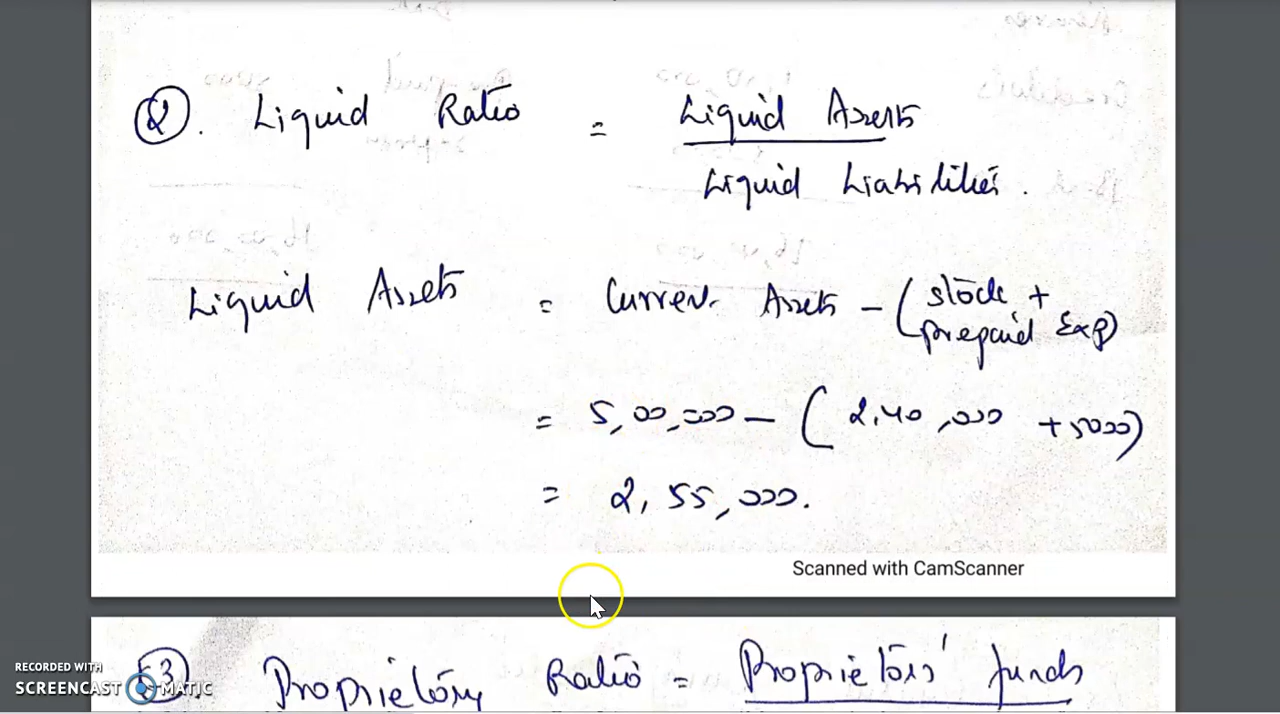 2. Liquid Ratio = Liquid Assets
Liquid Liabilities.
Liquid Assets = Current Assets - (stock +
prepaid Exp)
= 5,00,000 - (2,40,000 + 5000)
= 2,55,000.
Scanned with CamScanner
3 Proprietory Ratio = Proprietors' funds
RECORDED WITH
SCREENCAST MATIC